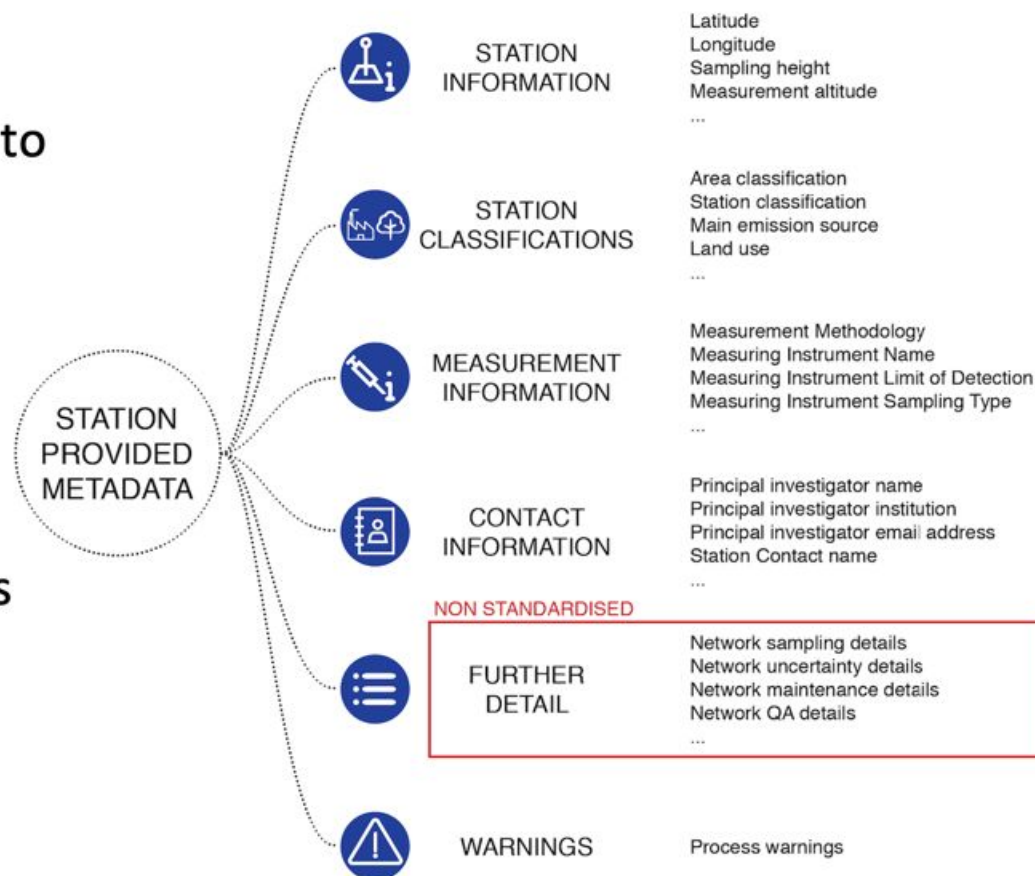 to
s
STATION
PROVIDED
METADATA
STATION
INFORMATION
Latitude
Longitude
Sampling height
Measurement altitude
...
STATION
CLASSIFICATIONS
Area classification
Station classification
Main emission source
Land use
...
MEASUREMENT
INFORMATION
Measurement Methodology
Measuring Instrument Name
Measuring Instrument Limit of Detection
Measuring Instrument Sampling Type
...
CONTACT
INFORMATION
Principal investigator name
Principal investigator institution
Principal investigator email address
Station Contact name
...
NON STANDARDISED
FURTHER
DETAIL
Network sampling details
Network uncertainty details
Network maintenance details
Network QA details
...
WARNINGS
Process warnings